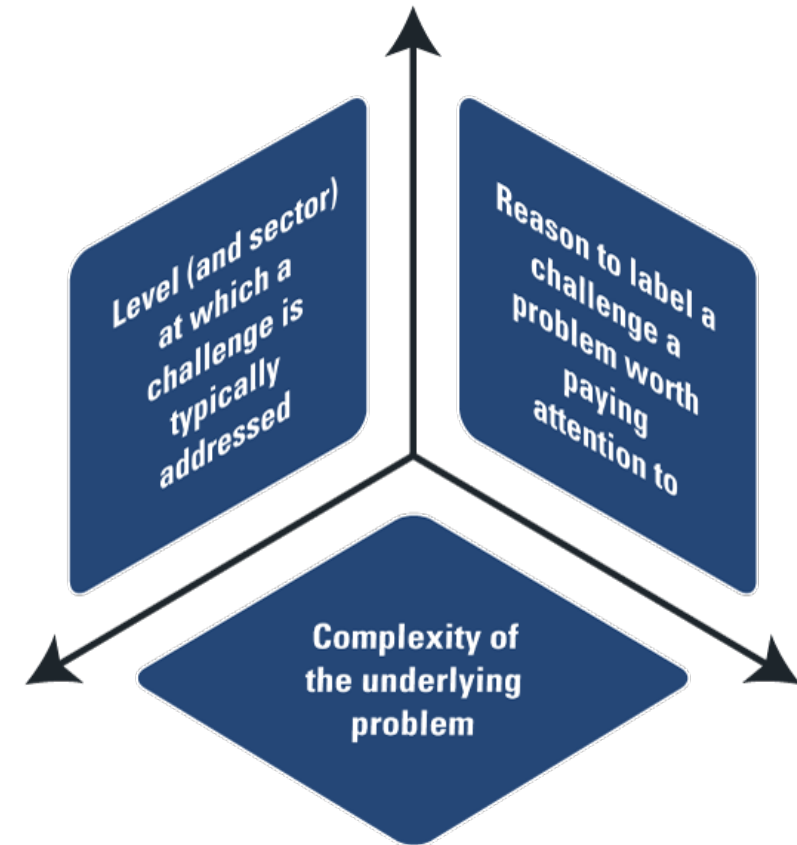 Level (and sector)
at which a
challenge is
typically
addressed
Reason to label a
challenge a
problem worth
paying
attention to
Complexity of
the underlying
problem